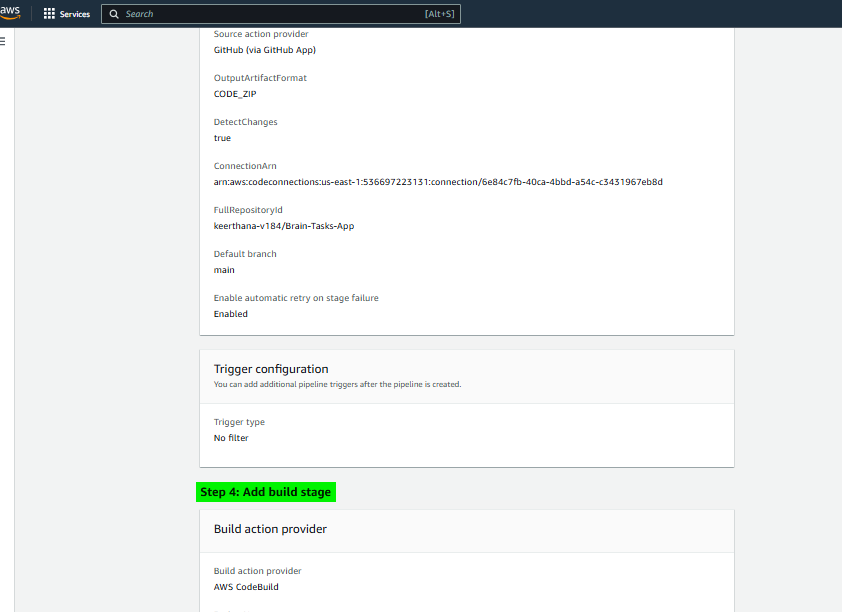 aws
Services
Search
[Alt+S]
Source action provider
GitHub (via GitHub App)
OutputArtifactFormat
CODE_ZIP
DetectChanges
true
ConnectionArn
arn:aws:codeconnections:us-east-1:536697223131:connection/6e84c7fb-40ca-4bbd-a54c-c3431967eb8d
FullRepositoryId
keerthana-v184/Brain-Tasks-App
Default branch
main
Enable automatic retry on stage failure
Enabled
Trigger configuration
You can add additional pipeline triggers after the pipeline is created.
Trigger type
No filter
Step 4: Add build stage
Build action provider
Build action provider
AWS CodeBuild